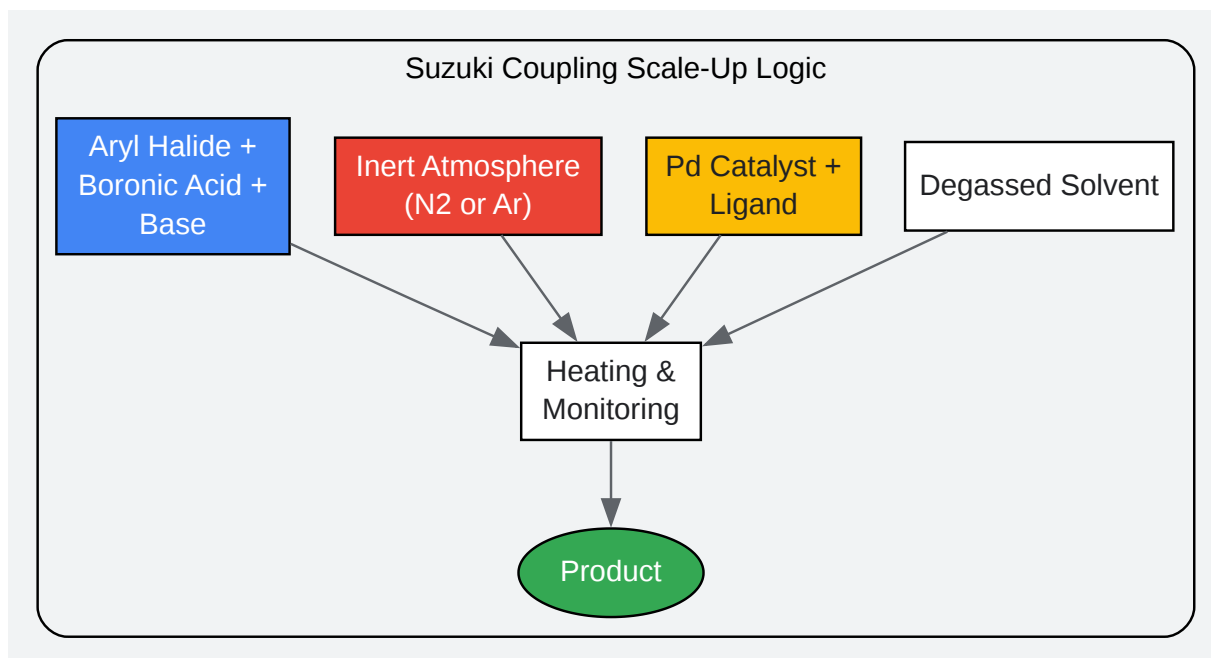 Suzuki Coupling Scale-Up Logic
Aryl Halide +
Boronic Acid +
Base
Inert Atmosphere
(N2 or Ar)
Pd Catalyst +
Ligand
Degassed Solvent
Heating &
Monitoring
Product